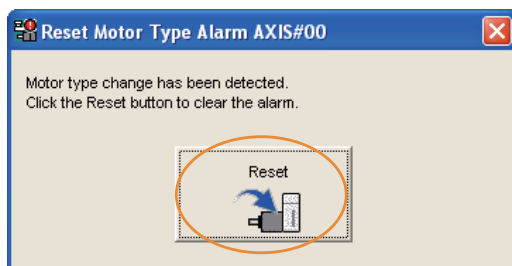 Reset Motor Type Alarm AXIS#00
Motor type change has been detected.
Click the Reset button to clear the alarm.
Reset